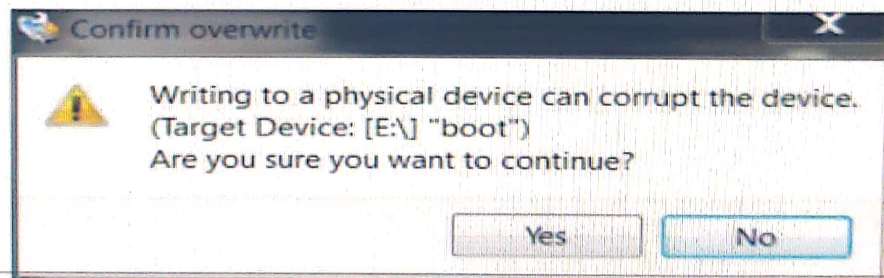 Confirm overwrite
Writing to a physical device can corrupt the device.
(Target Device: [E:\] "boot")
Are you sure you want to continue?
Yes
No